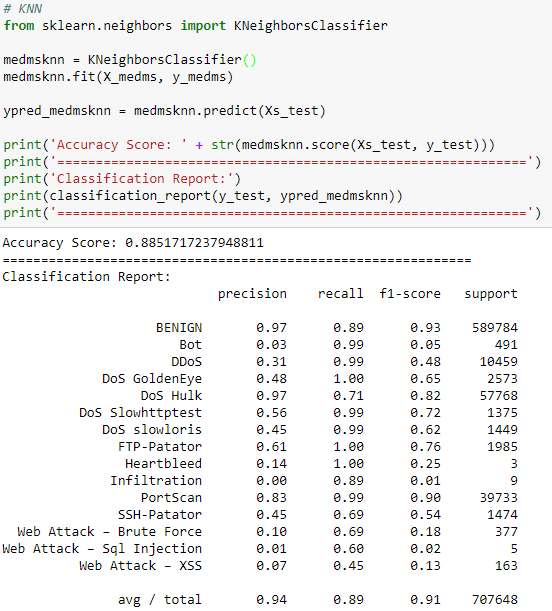 # KNN
from sklearn.neighbors import KNeighborsClassifier
medmsknn = KNeighborsClassifier()
medmsknn.fit(X_medms, y_medms)
ypred_medmsknn = medmsknn.predict(Xs_test)
print('Accuracy Score: ' + str(medmsknn.score(Xs_test, y_test)))
print('============================================================')
print('Classification Report:')
print(classification_report(y_test, ypred_medmsknn))
print('============================================================')
Accuracy Score: 0.8851717237948811
============================================================
Classification Report:
precision recall f1-score support
BENIGN 0.97 0.89 0.93 589784
Bot 0.03 0.99 0.05 491
DDoS 0.31 0.99 0.48 10459
DoS GoldenEye 0.48 1.00 0.65 2573
DoS Hulk 0.97 0.71 0.82 57768
DoS Slowhttptest 0.56 0.99 0.72 1375
DoS slowloris 0.45 0.99 0.62 1449
FTP-Patator 0.61 1.00 0.76 1985
Heartbleed 0.14 1.00 0.25 3
Infiltration 0.00 0.89 0.01 9
PortScan 0.83 0.99 0.90 39733
SSH-Patator 0.45 0.69 0.54 1474
Web Attack – Brute Force 0.10 0.69 0.18 377
Web Attack – Sql Injection 0.01 0.60 0.02 5
Web Attack – XSS 0.07 0.45 0.13 163
avg / total 0.94 0.89 0.91 707648